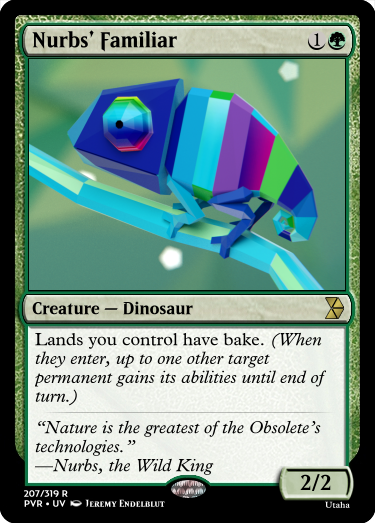 Nurbs' Familiar 1
Creature — Dinosaur
Lands you control have bake. (When
they enter, up to one other target
permanent gains its abilities until end of
turn.)
“Nature is the greatest of the Obsolete’s
technologies.”
—Nurbs, the Wild King
2/2
207/319 R
PVR • UV Jeremy Endelblut
Utaha